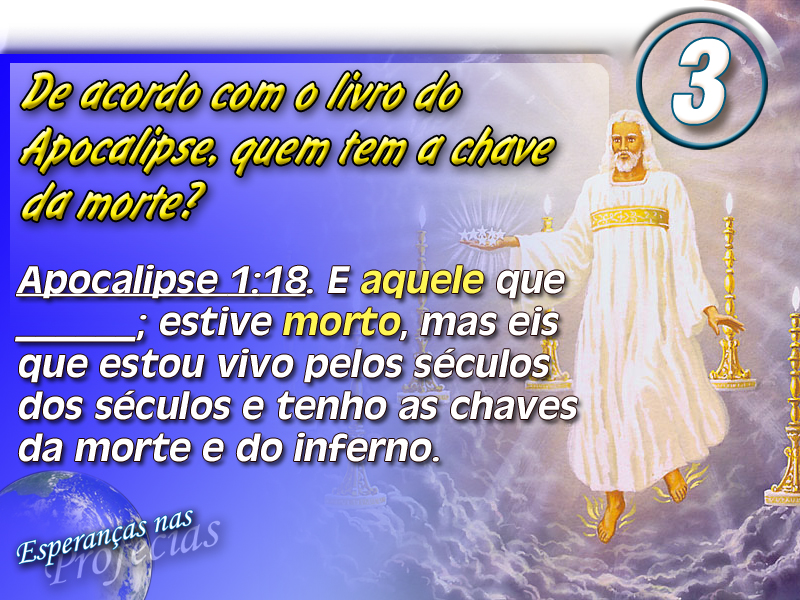 3
De acordo com o livro do
Apocalipse, quem tem a chave
da morte?
Apocalipse 1:18. E aquele que
______; estive morto, mas eis
que estou vivo pelos séculos
dos séculos e tenho as chaves
da morte e do inferno.
Esperanças nas
Profecias